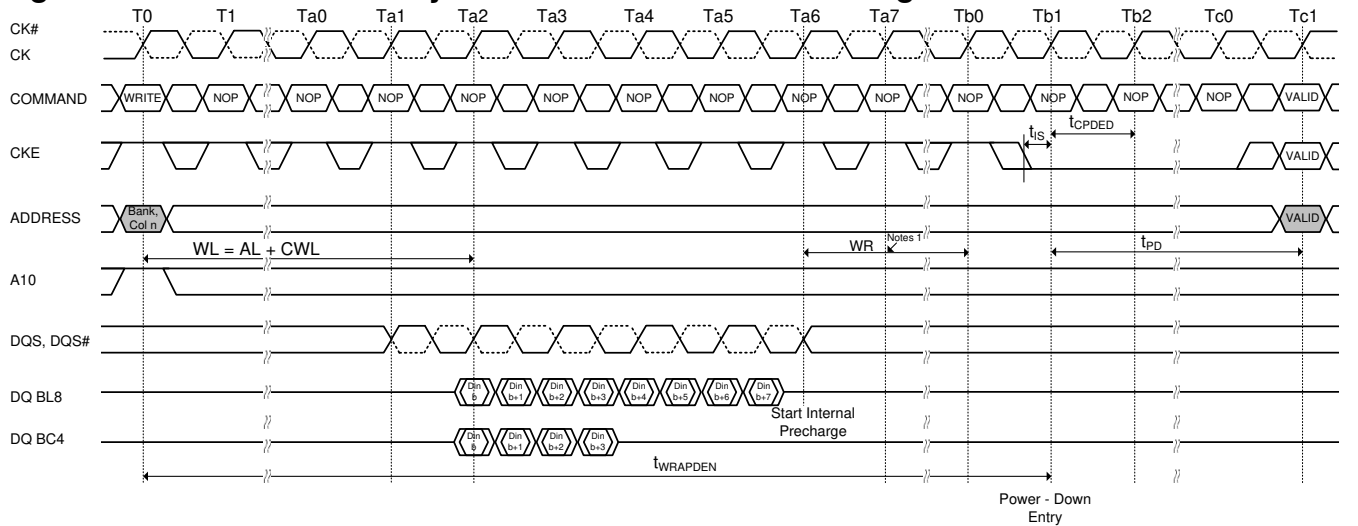 T0 T1 Ta0 Ta1 Ta2 Ta3 Ta4 Ta5 Ta6 Ta7 Tb0 Tb1 Tb2 Tc0 Tc1
CK#
CK
COMMAND WRITE NOP NOP NOP NOP NOP NOP NOP NOP NOP NOP NOP NOP NOP VALID
tIS tCPDED
CKE VALID
ADDRESS Bank, Col n VALID
WL = AL + CWL WR Notes 1 tPD
A10
DQS, DQS#
DQ BL8 Din b Din b+1 Din b+2 Din b+3 Din b+4 Din b+5 Din b+6 Din b+7
Start Internal
Precharge
DQ BC4 Din b Din b+1 Din b+2 Din b+3
tWRAPDEN
Power - Down
Entry